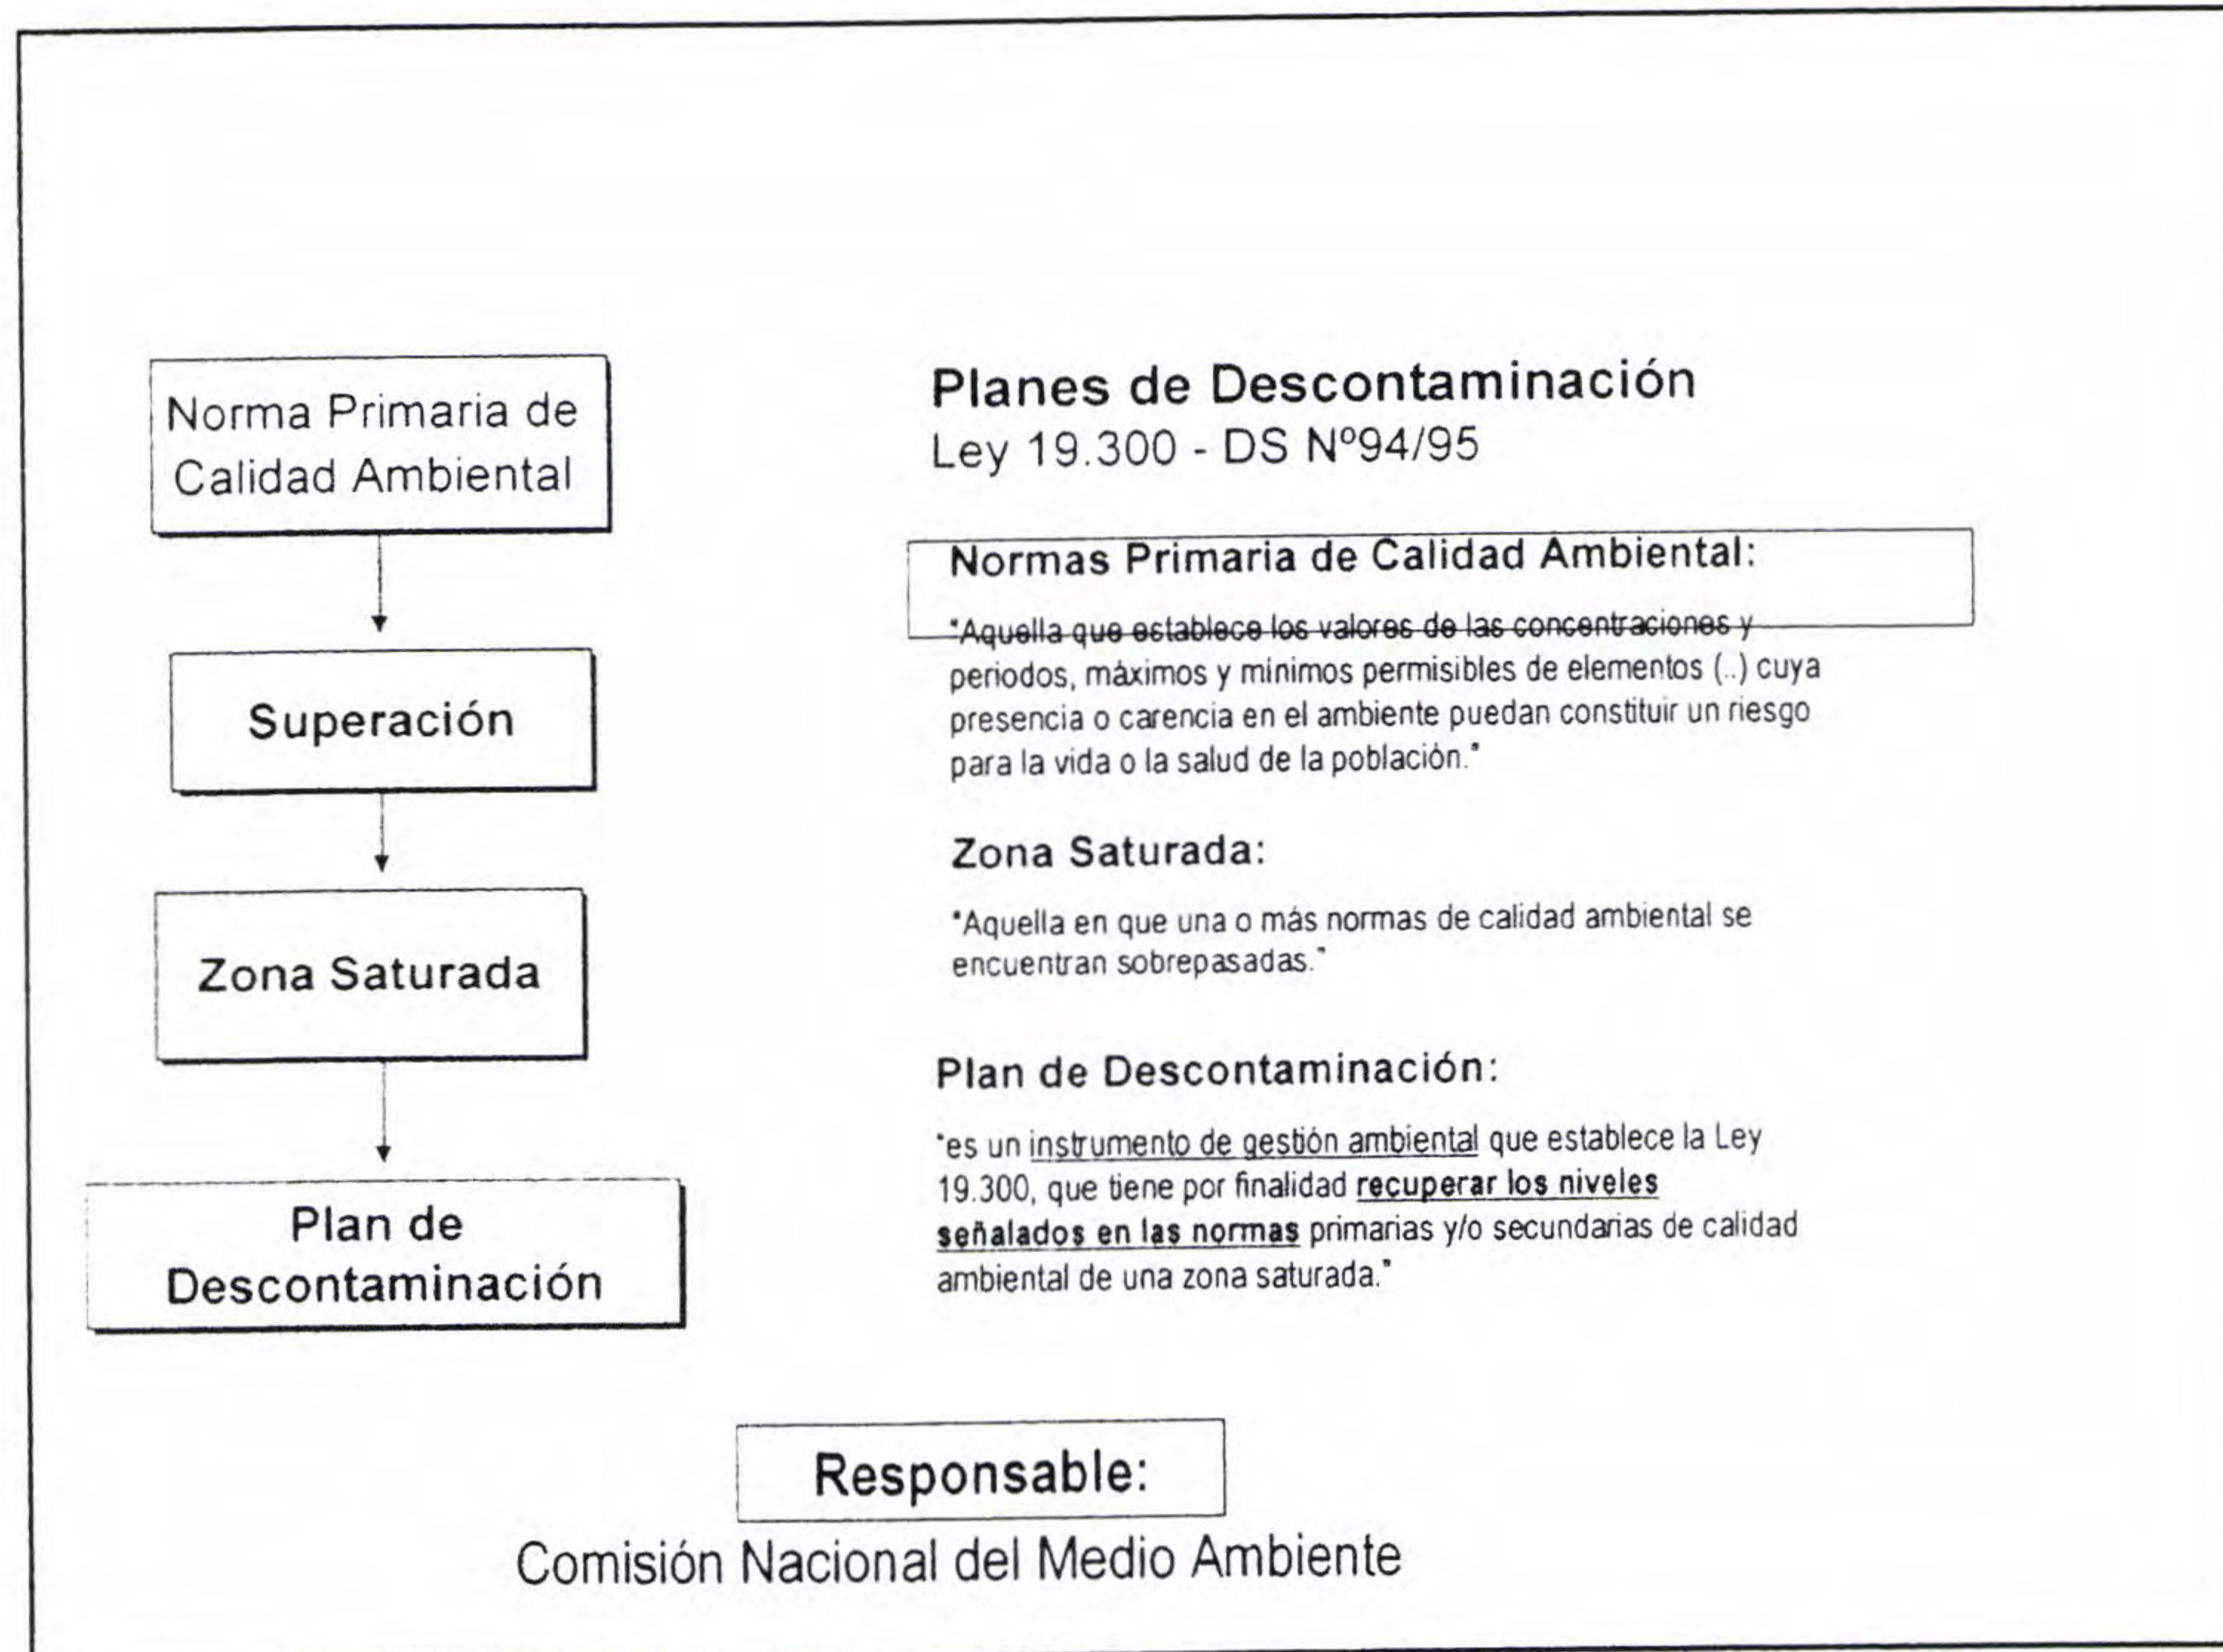 Norma Primaria de
Calidad Ambiental
Superación
Zona Saturada
Plan de
Descontaminación
Planes de Descontaminación
Ley 19.300 - DS Nº94/95
Normas Primaria de Calidad Ambiental:
"Aquella que establece los valores de las concentraciones y
periodos, máximos y mínimos permisibles de elementos (..) cuya
presencia o carencia en el ambiente puedan constituir un riesgo
para la vida o la salud de la población."
Zona Saturada:
"Aquella en que una o más normas de calidad ambiental se
encuentran sobrepasadas."
Plan de Descontaminación:
"es un instrumento de gestión ambiental que establece la Ley
19.300, que tiene por finalidad recuperar los niveles
señalados en las normas primarias y/o secundarias de calidad
ambiental de una zona saturada."
Responsable:
Comisión Nacional del Medio Ambiente